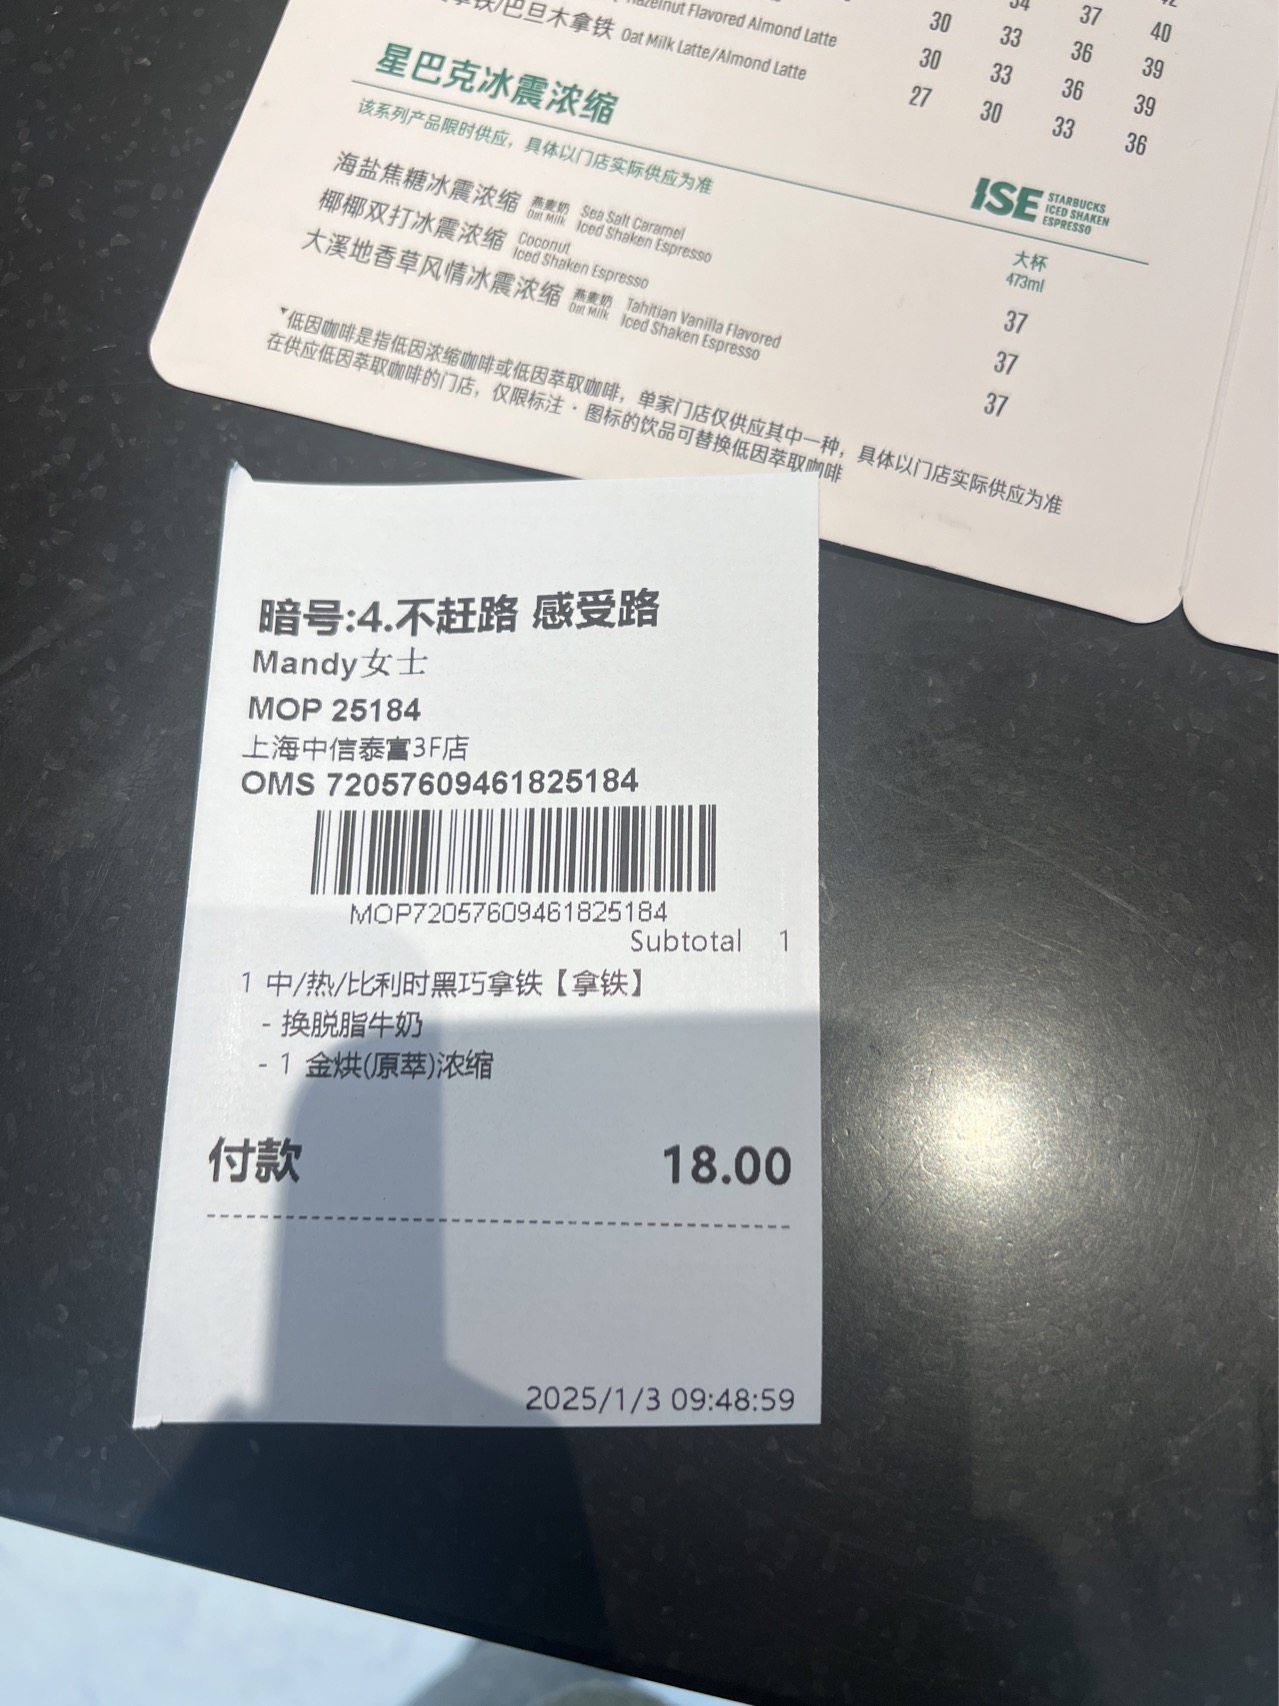 34 37 42
Hazelnut Flavored Almond Latte 30 33 36 40
拿铁/巴旦木拿铁 Oat Milk Latte/Almond Latte 30 33 36 39
27 30 33 39
36
星巴克冰震浓缩
该系列产品限时供应，具体以门店实际供应为准
ISE STARBUCKS ICED SHAKEN ESPRESSO
大杯
473ml
海盐焦糖冰震浓缩 燕麦奶 Oat Milk Sea Salt Caramel Iced Shaken Espresso 37
椰椰双打冰震浓缩 Coconut Iced Shaken Espresso 37
大溪地香草风情冰震浓缩 燕麦奶 Oat Milk Tahitian Vanilla Flavored Iced Shaken Espresso 37
▼低因咖啡是指低因浓缩咖啡或低因萃取咖啡，单家门店仅供应其中一种，具体以门店实际供应为准
在供应低因萃取咖啡的门店，仅限标注·图标的饮品可替换低因萃取咖啡
暗号:4.不赶路 感受路
Mandy女士
MOP 25184
上海中信泰富3F店
OMS 72057609461825184
MOP72057609461825184
Subtotal 1
1 中/热/比利时黑巧拿铁【拿铁】
- 换脱脂牛奶
- 1 金烘(原萃)浓缩
付款 18.00
2025/1/3 09:48:59